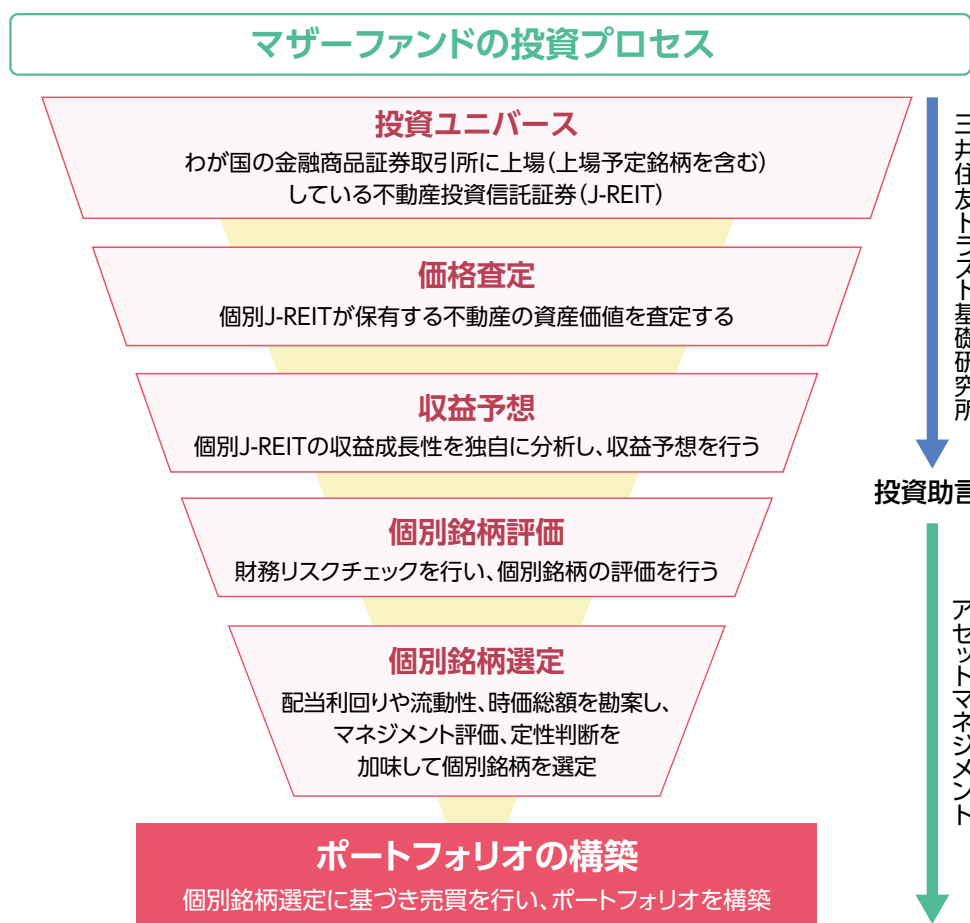 マザーファンドの投資プロセス
投資ユニバース
わが国の金融商品証券取引所に上場(上場予定銘柄を含む)
している不動産投資信託証券(J-REIT)
価格査定
個別J-REITが保有する不動産の資産価値を査定する
収益予想
個別J-REITの収益成長性を独自に分析し、収益予想を行う
個別銘柄評価
財務リスクチェックを行い、個別銘柄の評価を行う
個別銘柄選定
配当利回りや流動性、時価総額を勘案し、
マネジメント評価、定性判断を
加味して個別銘柄を選定
ポートフォリオの構築
個別銘柄選定に基づき売買を行い、ポートフォリオを構築
三井住友トラスト基礎研究所
投資助言
アセットマネジメント